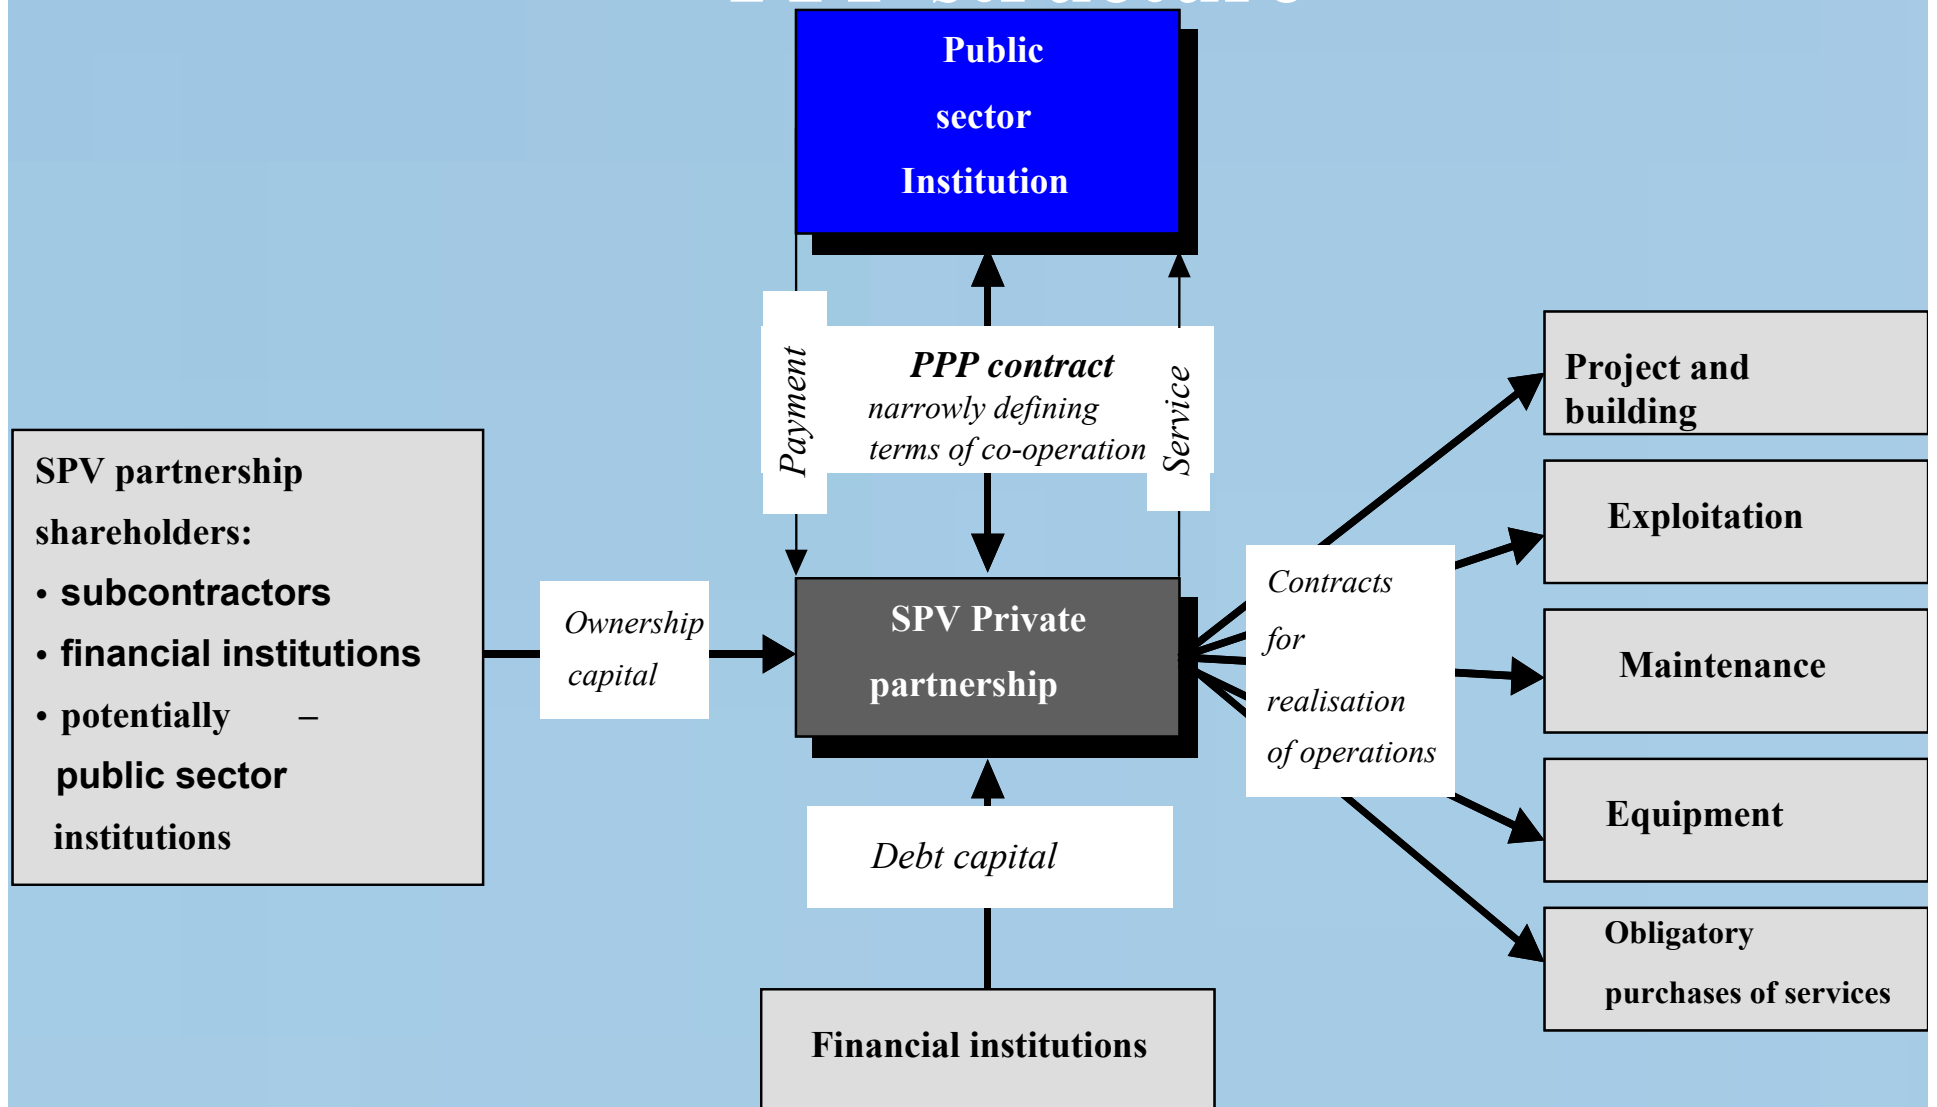 PPP structure
Public
sector
Institution
Payment
PPP contract
narrowly defining
terms of co-operation
Service
SPV partnership
shareholders:
• subcontractors
• financial institutions
• potentially –
public sector
institutions
Ownership
capital
SPV Private
partnership
Contracts
for
realisation
of operations
Project and
building
Exploitation
Maintenance
Equipment
Obligatory
purchases of services
Debt capital
Financial institutions